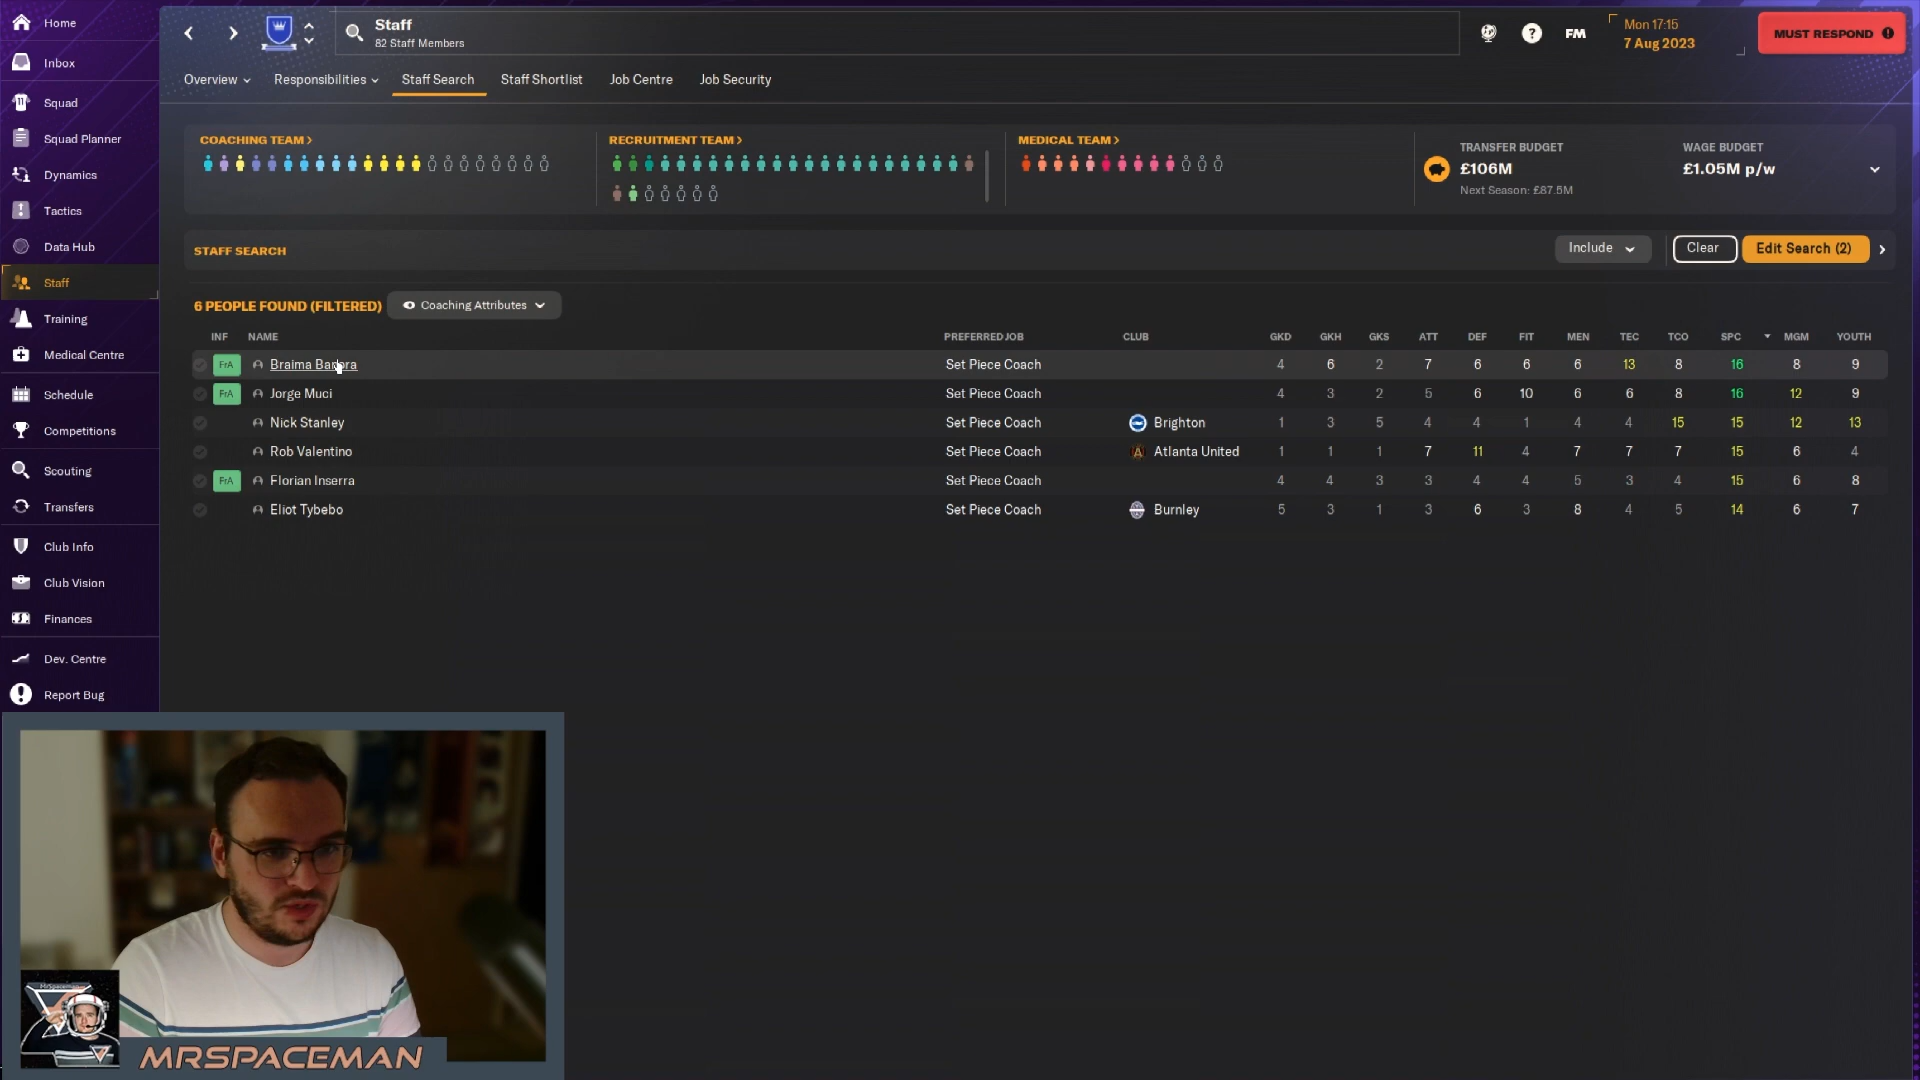 Home
Inbox
Squad
Squad Planner
Dynamics
Tactics
Data Hub
Staff
Training
Medical Centre
Schedule
Competitions
Scouting
Transfers
Club Info
Club Vision
Finances
Dev. Centre
Report Bug
Staff
82 Staff Members
FM
Mon 17:15
7 Aug 2023
MUST RESPOND
Overview Responsibilities Staff Search Staff Shortlist Job Centre Job Security
COACHING TEAM >
RECRUITMENT TEAM >
MEDICAL TEAM >
TRANSFER BUDGET
£106M
Next Season: £87.5M
WAGE BUDGET
£1.05M p/w
STAFF SEARCH
Include
Clear
Edit Search (2)
6 PEOPLE FOUND (FILTERED) Coaching Attributes
INF NAME PREFERRED JOB CLUB GKD GKH GKS ATT DEF FIT MEN TEC TCO SPC MGM YOUTH
FrA Braima Set Piece Coach 4 6 2 7 6 6 6 13 8 16 8 9
FrA Jorge Muci Set Piece Coach 4 3 2 5 6 10 6 6 8 16 12 9
Nick Stanley Set Piece Coach Brighton 1 3 5 4 4 1 4 4 15 15 12 13
Rob Valentino Set Piece Coach Atlanta United 1 1 1 7 11 4 7 7 7 15 6 4
FrA Florian Inserra Set Piece Coach 4 4 3 3 4 4 5 3 4 15 6 8
Eliot Tybebo Set Piece Coach Burnley 5 3 1 3 6 3 8 4 5 14 6 7
MRSPACEMAN